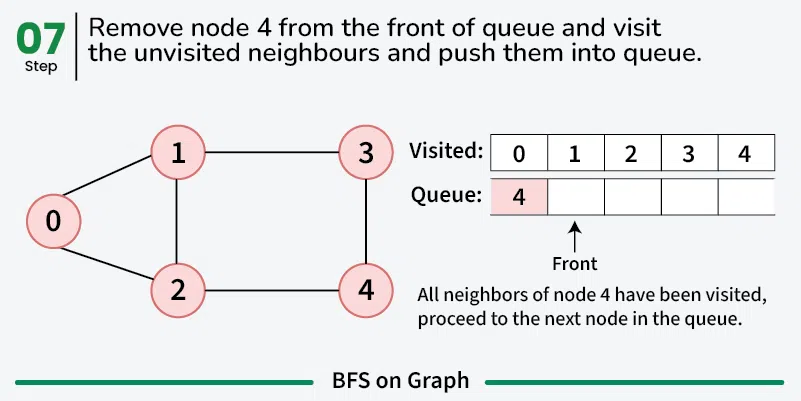 07
Step
Remove node 4 from the front of queue and visit
the unvisited neighbours and push them into queue.
0
1
2
3
4
Visited: 0 1 2 3 4
Queue: 4
Front
All neighbors of node 4 have been visited,
proceed to the next node in the queue.
BFS on Graph